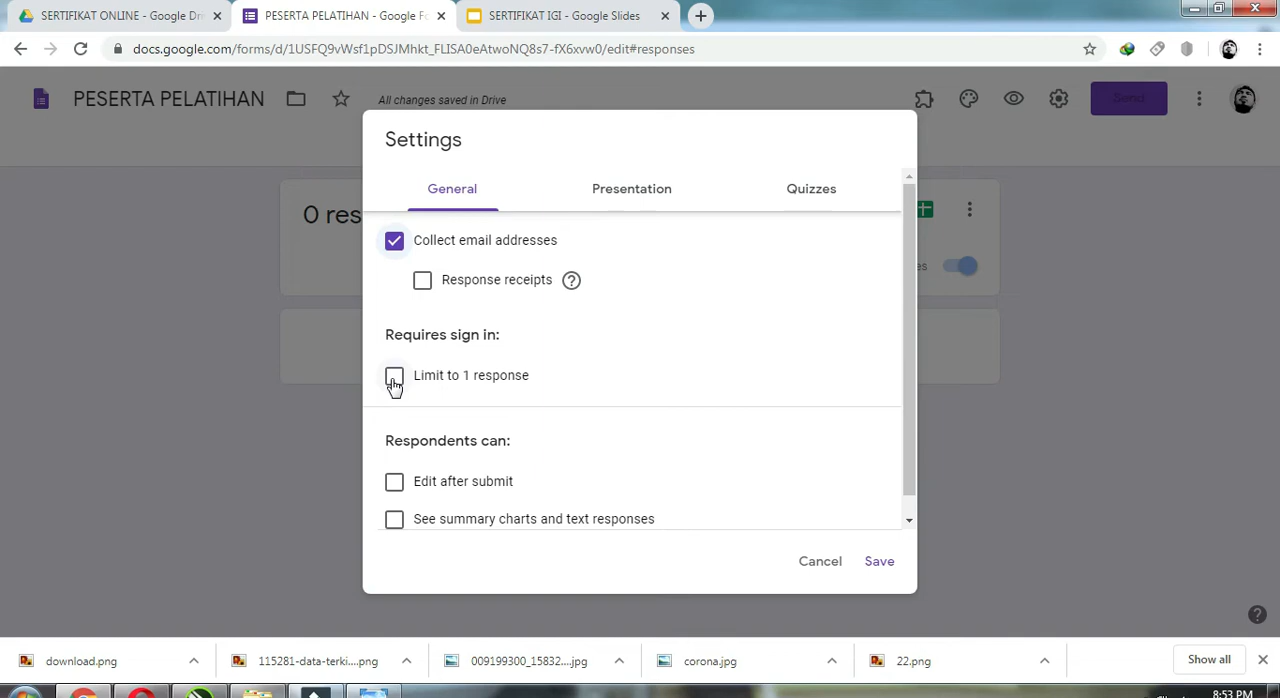 SERTIFIKAT ONLINE - Google Dri
PESERTA PELATIHAN - Google Fo
SERTIFIKAT IGI - Google Slides
docs.google.com/forms/d/1USFQ9vWsf1pDSJMhkt_FLISA0eAtwoNQ8s7-fX6xvw0/edit#responses
PESERTA PELATIHAN
All changes saved in Drive
Send
Settings
General
Presentation
Quizzes
0 res
Collect email addresses
es
Response receipts
Requires sign in:
Limit to 1 response
Respondents can:
Edit after submit
See summary charts and text responses
Cancel
Save
download.png
115281-data-terki....png
009199300_15832....jpg
corona.jpg
22.png
Show all
8:53 PM